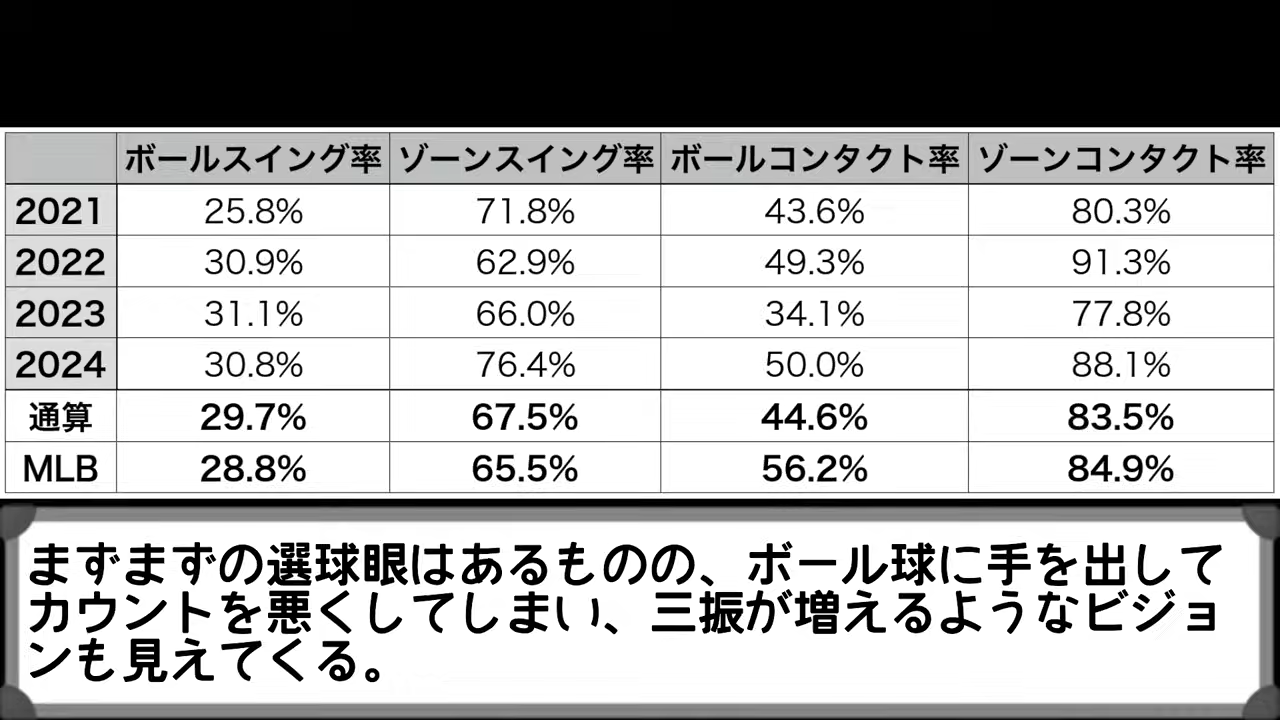 ボールスイング率 ゾーンスイング率 ボールコンタクト率 ゾーンコンタクト率
2021 25.8% 71.8% 43.6% 80.3%
2022 30.9% 62.9% 49.3% 91.3%
2023 31.1% 66.0% 34.1% 77.8%
2024 30.8% 76.4% 50.0% 88.1%
通算 29.7% 67.5% 44.6% 83.5%
MLB 28.8% 65.5% 56.2% 84.9%
まずまずの選球眼はあるものの、ボール球に手を出して
カウントを悪くしてしまい、三振が増えるようなビジョ
ンも見えてくる。